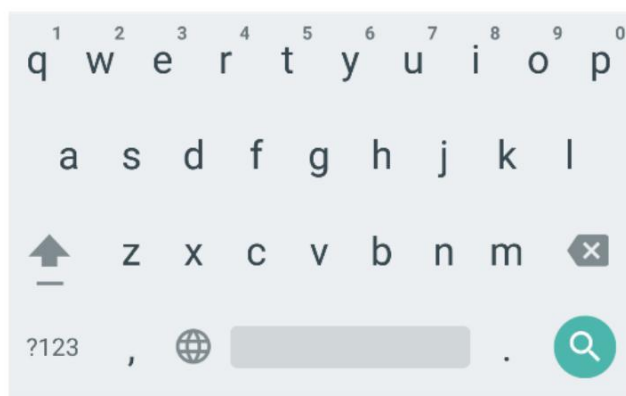 1 2 3 4 5 6 7 8 9 0
q w e r t y u i o p
a s d f g h j k l
z x c v b n m
?123 , .